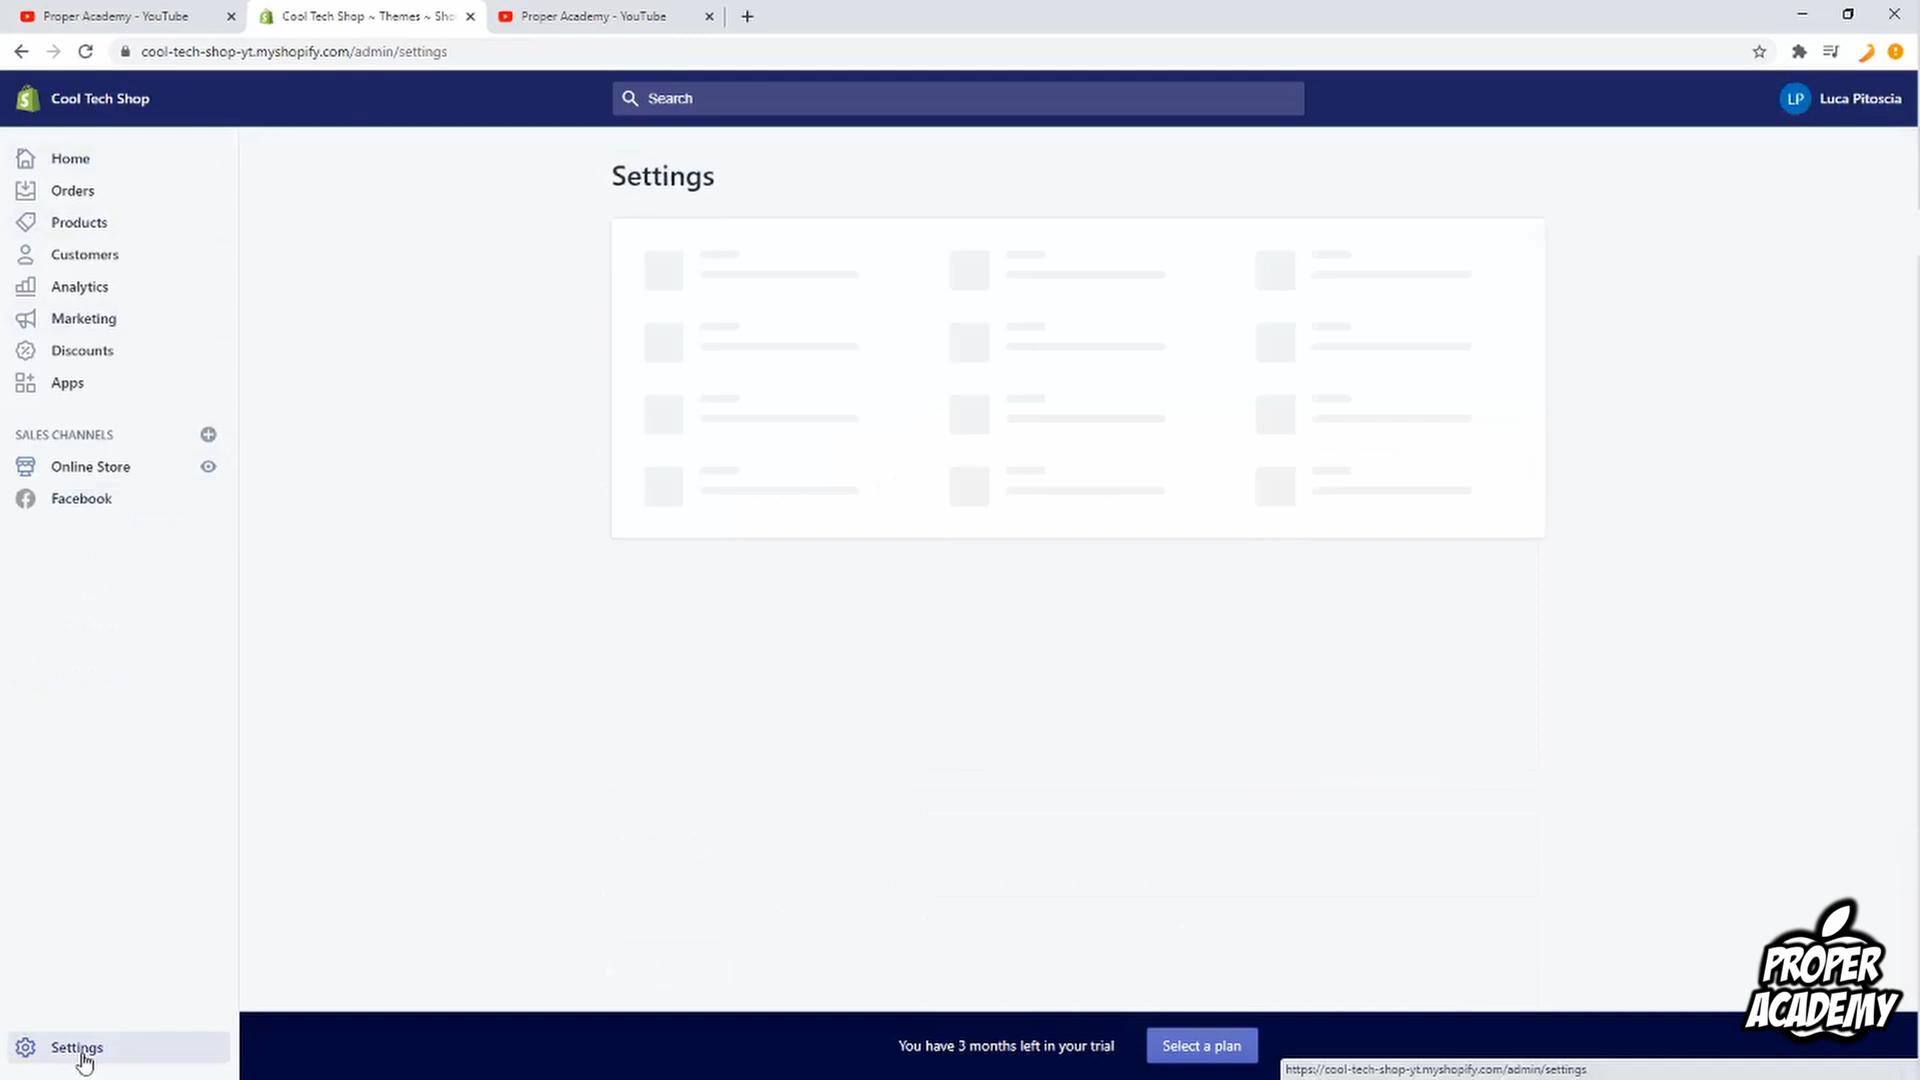 Proper Academy - YouTube
Cool Tech Shop ~ Themes ~ Sho
Proper Academy - YouTube
cool-tech-shop-yt.myshopify.com/admin/settings
Cool Tech Shop
Search
LP
Luca Pitoscia
Home
Orders
Products
Customers
Analytics
Marketing
Discounts
Apps
SALES CHANNELS
Online Store
Facebook
Settings
Settings
You have 3 months left in your trial
Select a plan
https://cool-tech-shop-yt.myshopify.com/admin/settings
PROPER
ACADEMY